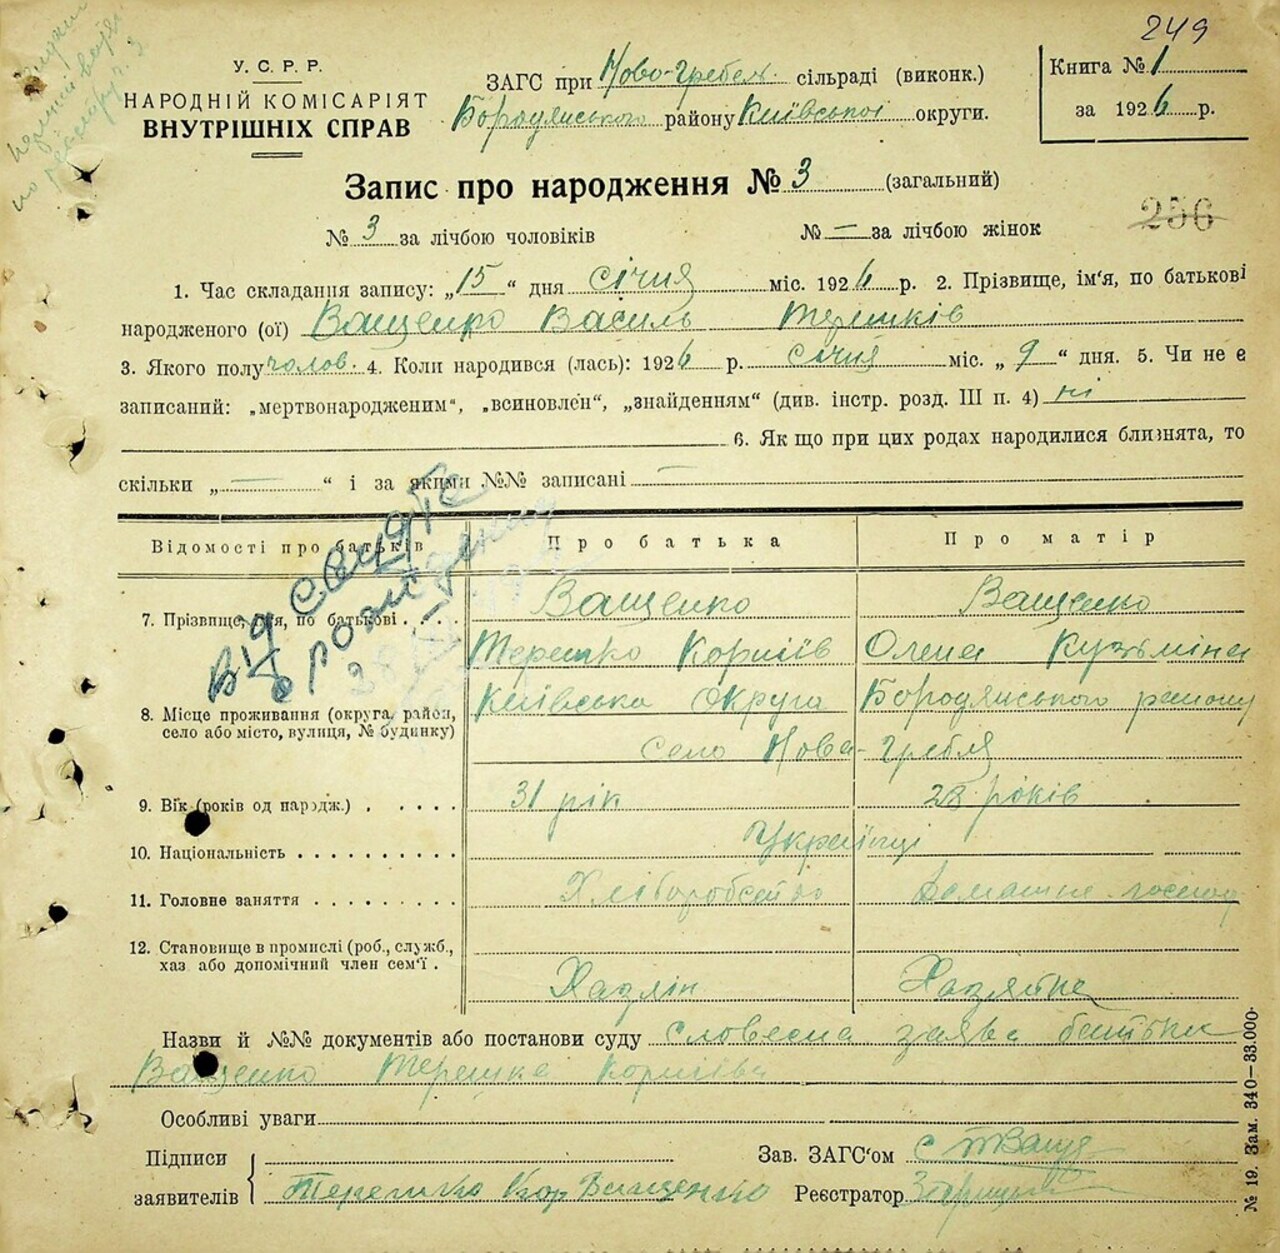 249
У.С.Р.Р.
НАРОДНІЙ КОМІСАРІЯТ
ВНУТРІШНІХ СПРАВ
ЗАГС при Ново-Гребел. сільраді (виконк.)
Бородянського району Київської округи.
Книга № 1
за 1926 р.
Запис про народження № 3 (загальний)
№ 3 за лічбою чоловіків № — за лічбою жінок
256
1. Час складання запису: „15“ дня січня міс. 1926 р. 2. Прізвище, ім'я, по батькові
народженого (ої) Ващенко Василь Терешків
3. Якого полу чолов. 4. Коли народився (лась): 1926 р. січня міс. „9“ дня. 5. Чи не є
записаний: „мертвонародженим“, „всиновлєн“, „знайденням“ (див. інстр. розд. III п. 4) ні
6. Як що при цих родах народилися близнята, то
скільки „—“ і за якими №№ записані —
Відомості про батьків Про батька Про матір
7. Прізвище, ім'я, по батькові . . . . Ващенко Ващенко
Терешко Корніїв Олена Кузьміна
8. Місце проживання (округа, район, Київська Округа Бородянського району
село або місто, вулиця, № будинку) село Нова-Гребля
9. Вік (років од народж.) . . . . . 31 рік 28 років
10. Національність . . . . . . . . . Українці
11. Головне заняття . . . . . . . . . Хліборобство Домашне господ.
12. Становище в промислі (роб., служб.,
хаз або допомічний член сем'ї . Хазяїн Хазяйка
Назви й №№ документів або постанови суду словесна заява батька
Ващенко Терешка Корнієва
Особливі уваги
Підписи Зав. ЗАГС'ом
заявителів Терешко Кор Ващенко Реєстратор
№ 19. Зам. 340—33.000.